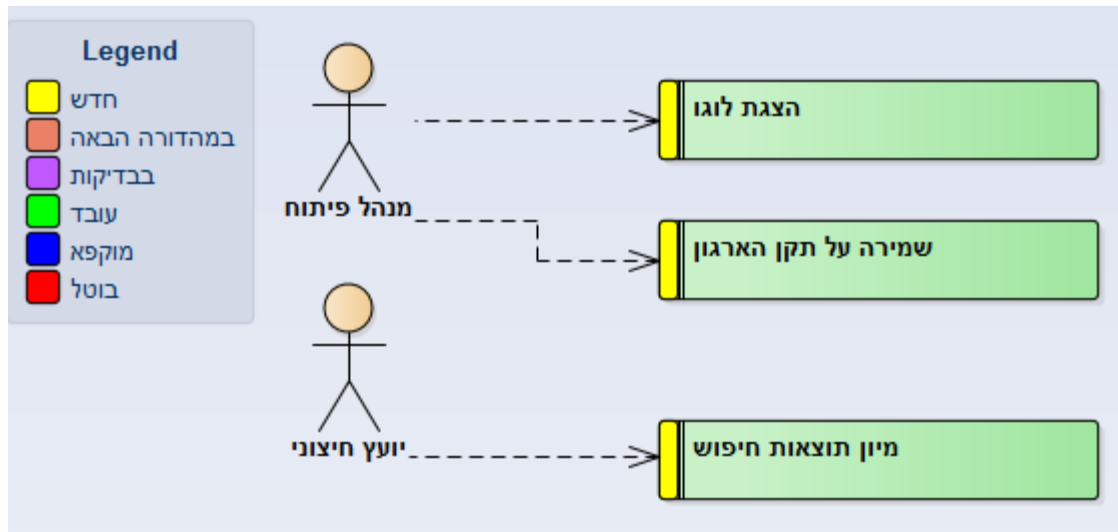 Legend
חדש
במהדורה הבאה
בבדיקות
עובד
מוקפא
בוטל
הצגת לוגו
מנהל פיתוח
שמירה על תקן הארגון
יועץ חיצוני
מיון תוצאות חיפוש